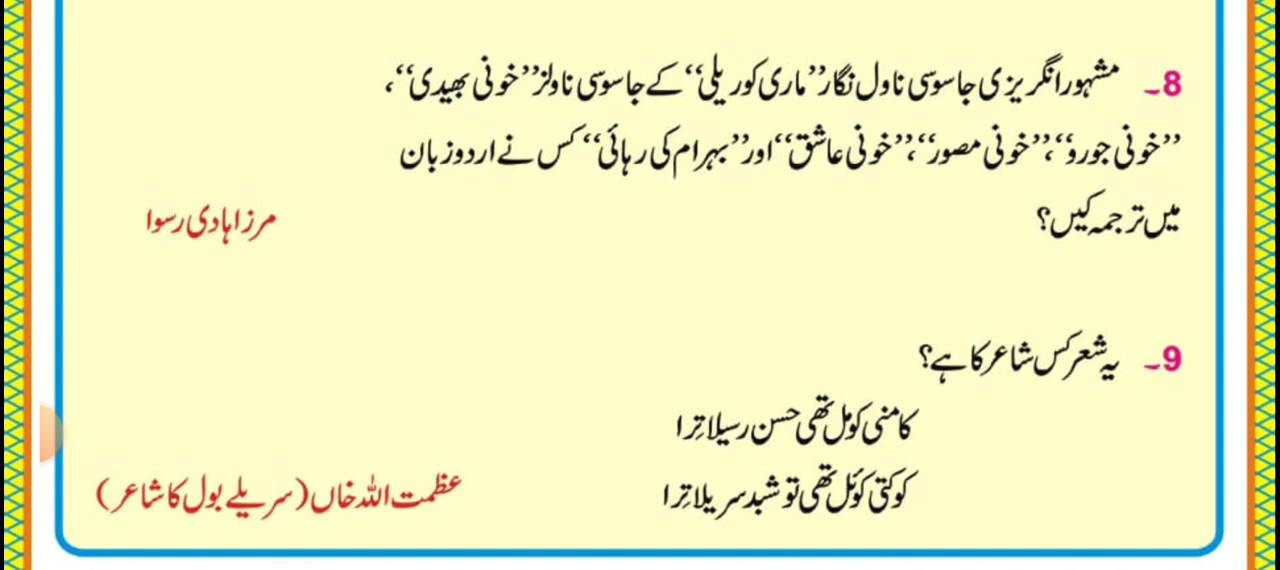 8۔ مشہور انگریزی جاسوسی ناول نگار ’’ماری کوریلی‘‘ کے جاسوسی ناولز ’’خونی بھیدی‘‘،
’’خونی جورو‘‘، ’’خونی مصور‘‘، ’’خونی عاشق‘‘ اور ’’بہرام کی رہائی‘‘ کس نے اردو زبان
میں ترجمہ کیں؟ مرزا ہادی رسوا
9۔ یہ شعر کس شاعر کا ہے؟
کامنی کومل تھی حسن رسیلا تِرا
کوکتی کوئل تھی تو شبد سریلا تِرا عظمت اللہ خاں (سریلے بول کا شاعر)